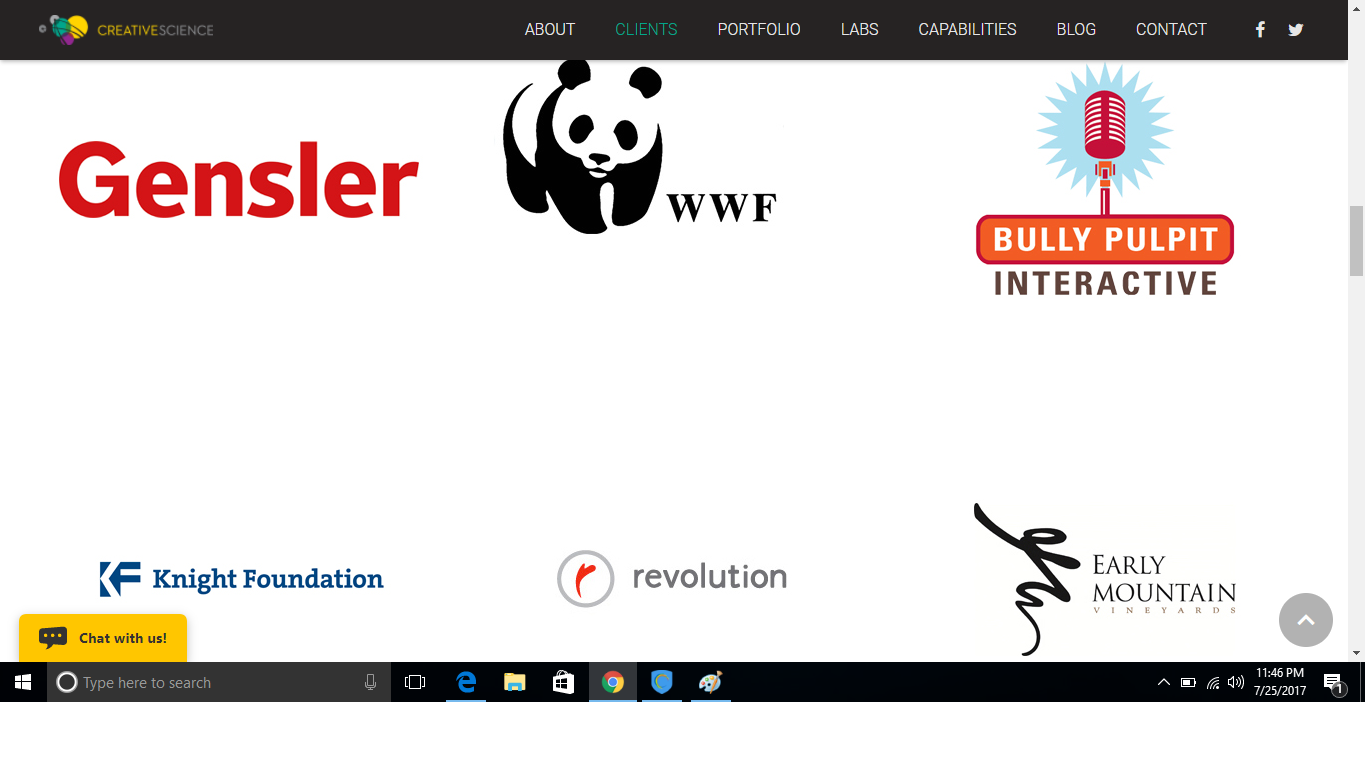 CREATIVESCIENCE ABOUT CLIENTS PORTFOLIO LABS CAPABILITIES BLOG CONTACT
Gensler
WWF
BULLY PULPIT
INTERACTIVE
Knight Foundation
revolution
EARLY
MOUNTAIN
VINEYARDS
Chat with us!
Type here to search
11:46 PM
7/25/2017
1